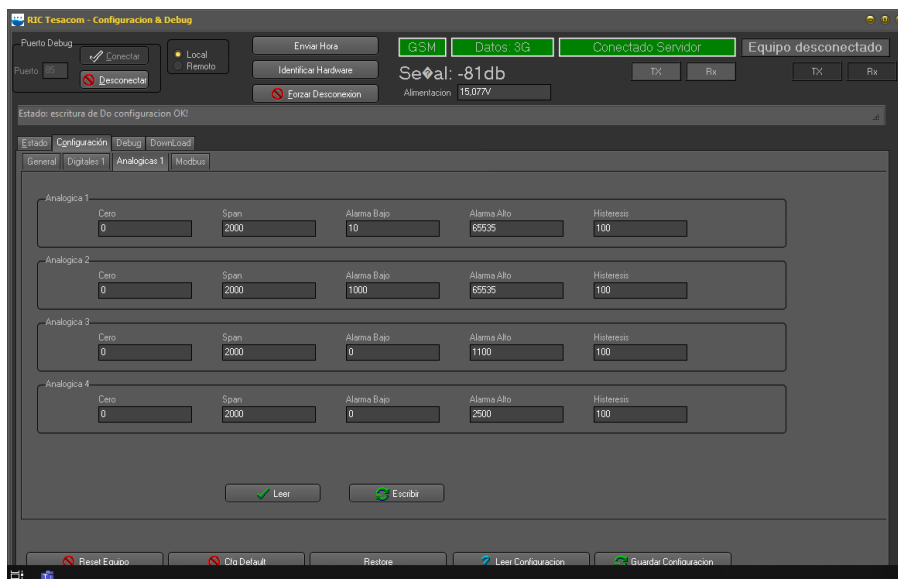 RIC Tesacom - Configuracion & Debug
Puerto Debug
Puerto 85
Conectar
Desconectar
Local
Remoto
Enviar Hora
Identificar Hardware
Forzar Desconexion
GSM
Datos: 3G
Conectado Servidor
Equipo desconectado
Se�al: -81db
TX
Rx
TX
Rx
Alimentacion 15,077V
Estado: escritura de Do configuracion OK!
Estado Configuración Debug DownLoad
General Digitales 1 Analogicas 1 Modbus
Analogica 1
Cero Span Alarma Bajo Alarma Alto Histeresis
0 2000 10 65535 100
Analogica 2
Cero Span Alarma Bajo Alarma Alto Histeresis
0 2000 1000 65535 100
Analogica 3
Cero Span Alarma Bajo Alarma Alto Histeresis
0 2000 0 1100 100
Analogica 4
Cero Span Alarma Bajo Alarma Alto Histeresis
0 2000 0 2500 100
Leer Escribir
Reset Equipo Cfg Default Restore Leer Configuracion Guardar Configuracion